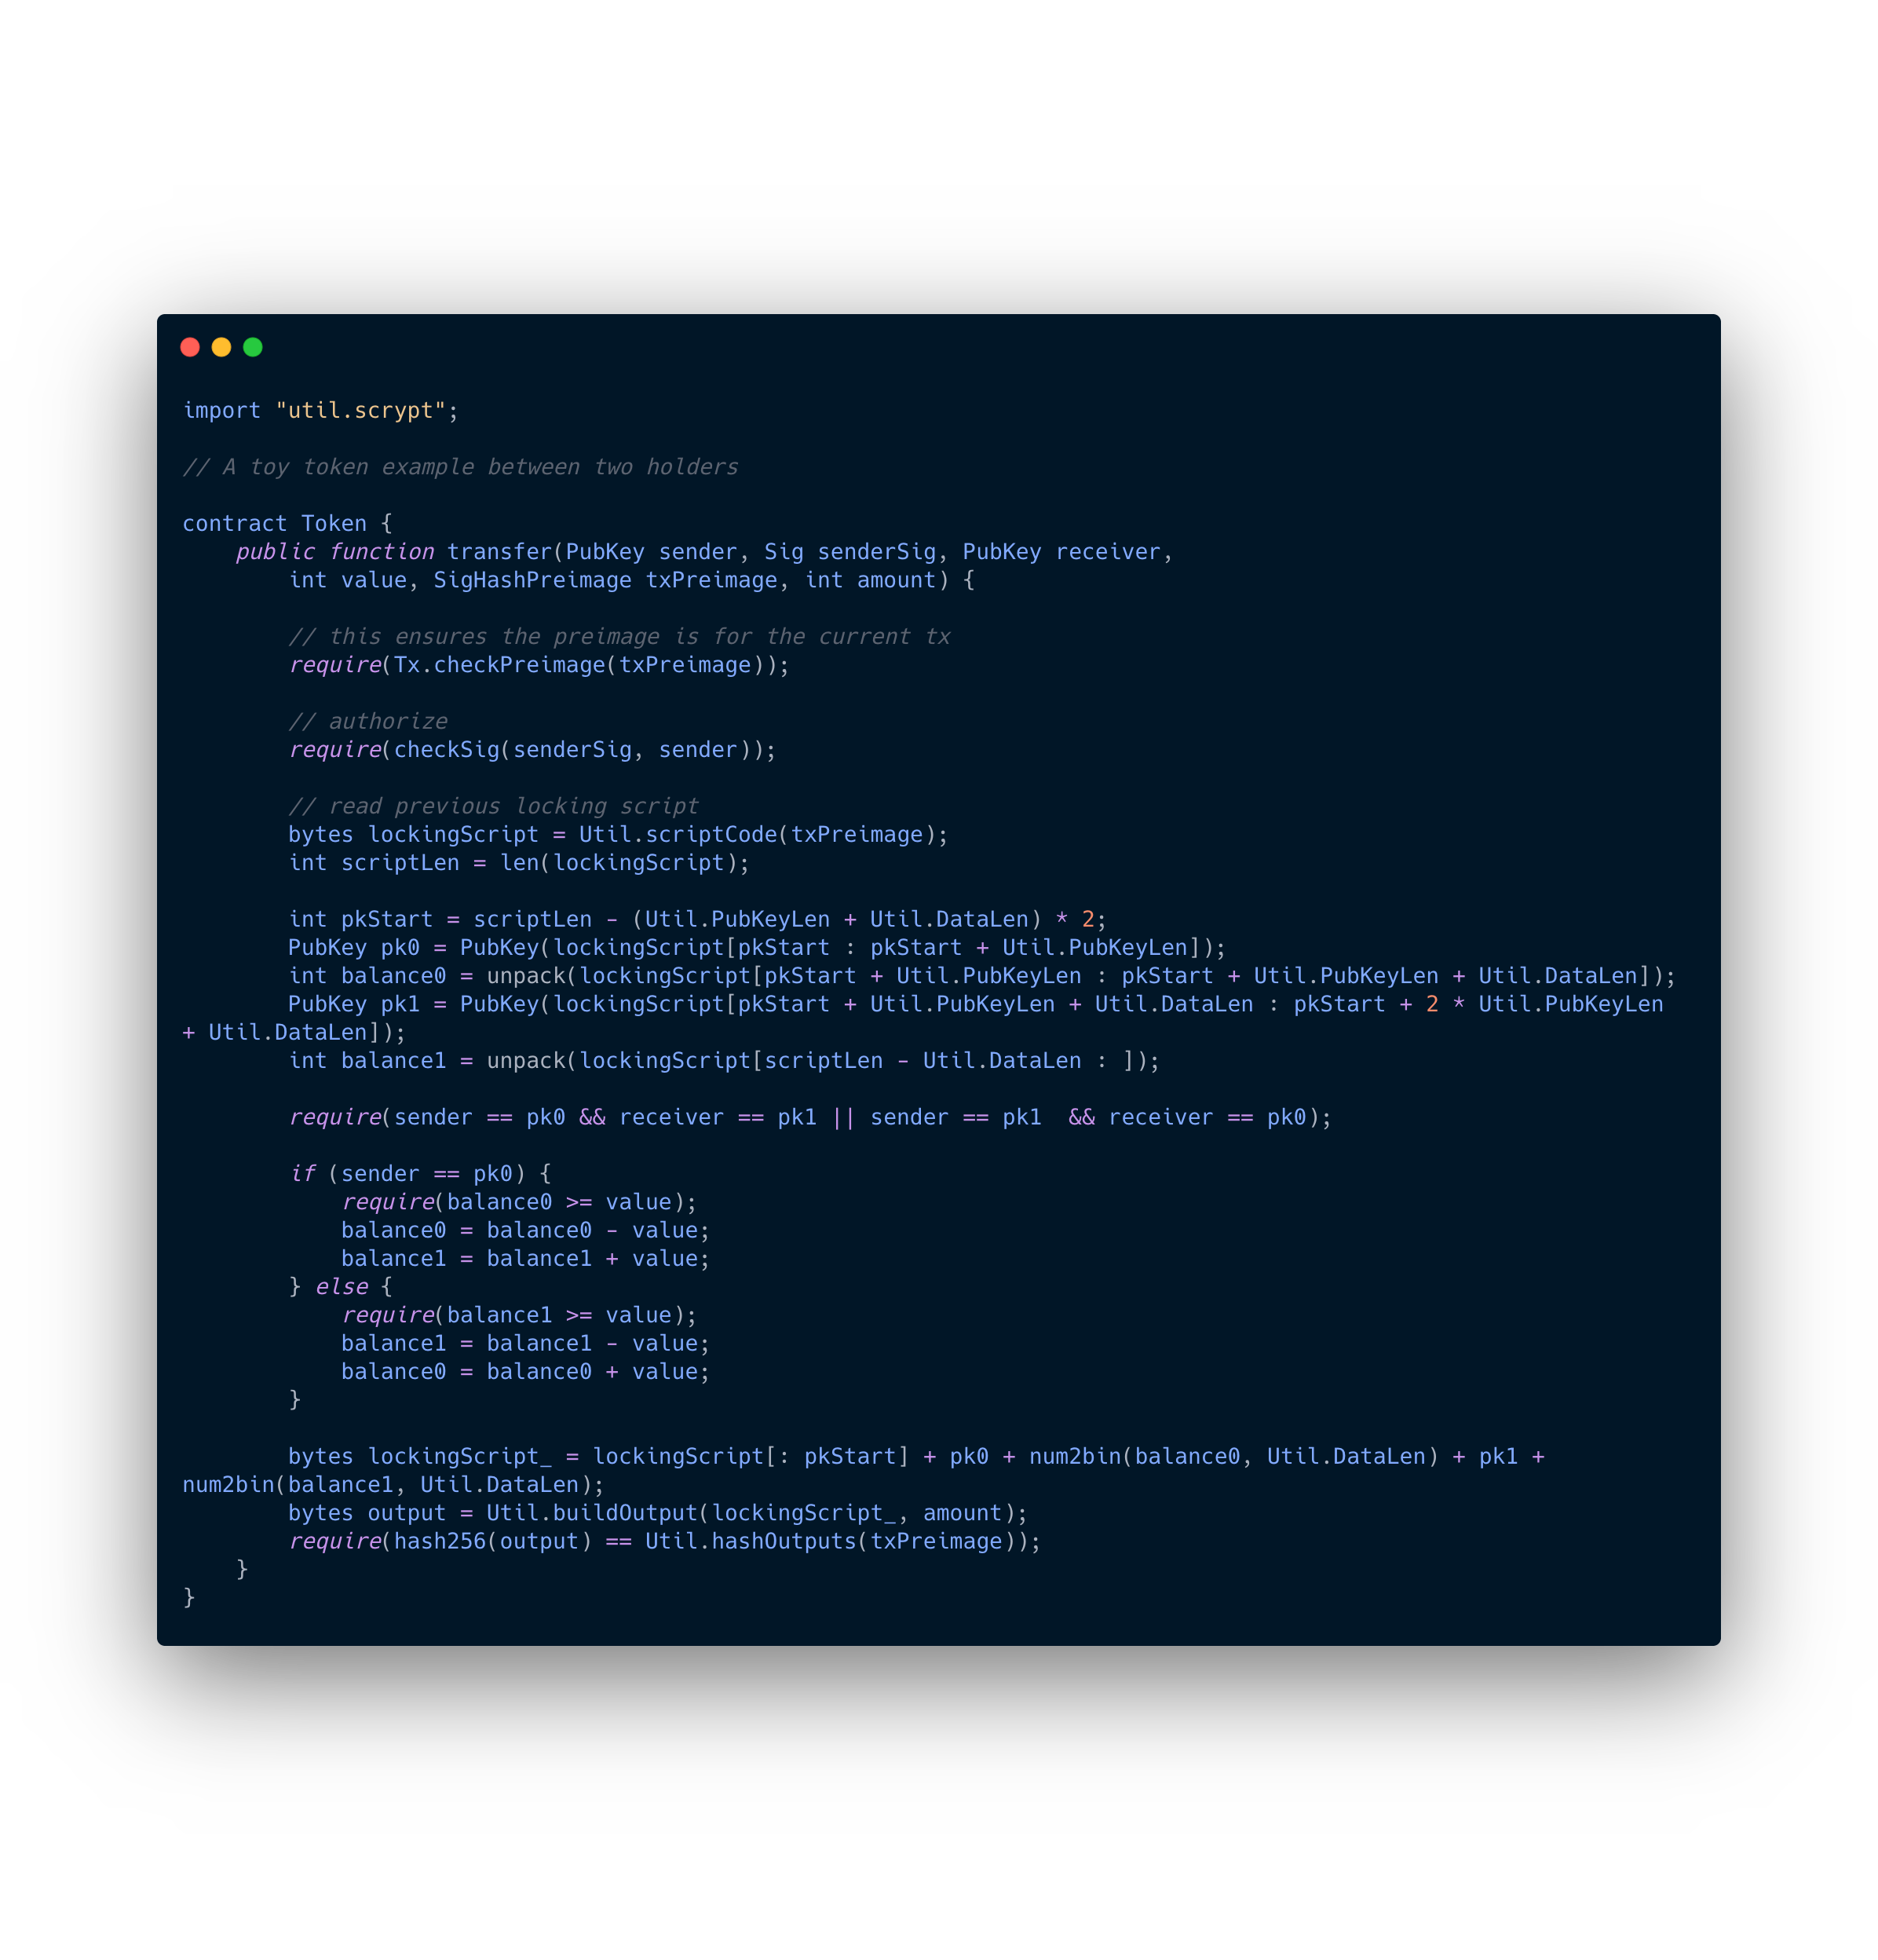 import "util.scrypt";

// A toy token example between two holders

contract Token {
    public function transfer(PubKey sender, Sig senderSig, PubKey receiver,
        int value, SigHashPreimage txPreimage, int amount) {

        // this ensures the preimage is for the current tx
        require(Tx.checkPreimage(txPreimage));

        // authorize
        require(checkSig(senderSig, sender));

        // read previous locking script
        bytes lockingScript = Util.scriptCode(txPreimage);
        int scriptLen = len(lockingScript);

        int pkStart = scriptLen - (Util.PubKeyLen + Util.DataLen) * 2;
        PubKey pk0 = PubKey(lockingScript[pkStart : pkStart + Util.PubKeyLen]);
        int balance0 = unpack(lockingScript[pkStart + Util.PubKeyLen : pkStart + Util.PubKeyLen + Util.DataLen]);
        PubKey pk1 = PubKey(lockingScript[pkStart + Util.PubKeyLen + Util.DataLen : pkStart + 2 * Util.PubKeyLen
+ Util.DataLen]);
        int balance1 = unpack(lockingScript[scriptLen - Util.DataLen : ]);

        require(sender == pk0 && receiver == pk1 || sender == pk1  && receiver == pk0);

        if (sender == pk0) {
            require(balance0 >= value);
            balance0 = balance0 - value;
            balance1 = balance1 + value;
        } else {
            require(balance1 >= value);
            balance1 = balance1 - value;
            balance0 = balance0 + value;
        }

        bytes lockingScript_ = lockingScript[: pkStart] + pk0 + num2bin(balance0, Util.DataLen) + pk1 +
num2bin(balance1, Util.DataLen);
        bytes output = Util.buildOutput(lockingScript_, amount);
        require(hash256(output) == Util.hashOutputs(txPreimage));
    }
}